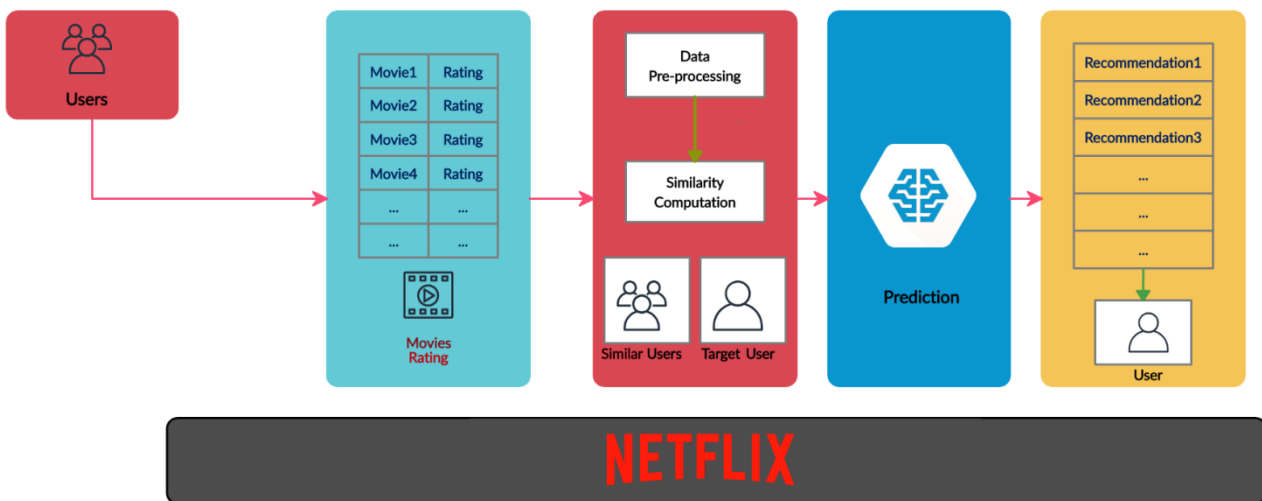 Users
Movie1 Rating
Movie2 Rating
Movie3 Rating
Movie4 Rating
... ...
... ...
Movies
Rating
Data
Pre-processing
Similarity
Computation
Similar Users
Target User
Prediction
Recommendation1
Recommendation2
Recommendation3
...
...
...
User
NETFLIX